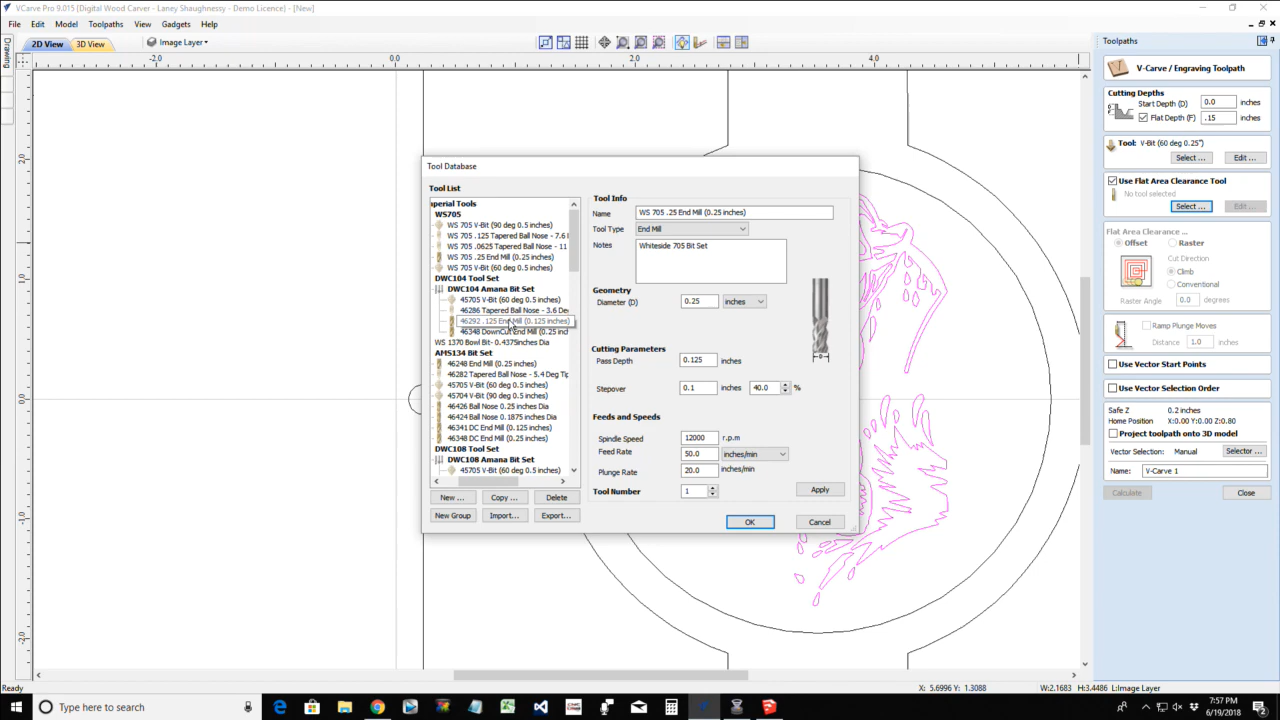 VCarve Pro 9.015 {Digital Wood Carver - Laney Shaughnessy - Demo Licence} - [New]
File Edit Model Toolpaths View Gadgets Help
2D View 3D View Image Layer
Drawing
-2.0 0.0 2.0 4.0
2.0
1.0
0.0
-1.0
-2.0
Tool Database
Tool List
mperial Tools
WS705
WS 705 V-Bit (90 deg 0.5 inches)
WS 705 .125 Tapered Ball Nose - 7.6
WS 705 .0625 Tapered Ball Nose - 11
WS 705 .25 End Mill (0.25 inches)
WS 705 V-Bit (60 deg 0.5 inches)
DWC104 Tool Set
DWC104 Amana Bit Set
45705 V-Bit (60 deg 0.5 inches)
46286 Tapered Ball Nose - 3.6 De
46292 .125 End Mill (0.125 inches)
46348 DownCut End Mill (0.25 inc
WS 1370 Bowl Bit- 0.4375inches Dia
AMS134 Bit Set
46248 End Mill (0.25 inches)
46282 Tapered Ball Nose - 5.4 Deg Tip
45705 V-Bit (60 deg 0.5 inches)
45704 V-Bit (90 deg 0.5 inches)
46426 Ball Nose 0.25 inches Dia
46424 Ball Nose 0.1875 inches Dia
46341 DC End Mill (0.125 inches)
46348 DC End Mill (0.25 inches)
DWC108 Tool Set
DWC108 Amana Bit Set
45705 V-Bit (60 deg 0.5 inches)
New ... Copy ... Delete
New Group Import... Export...
Tool Info
Name WS 705 .25 End Mill (0.25 inches)
Tool Type End Mill
Notes Whiteside 705 Bit Set
Geometry
Diameter (D) 0.25 inches
Cutting Parameters
Pass Depth 0.125 inches
Stepover 0.1 inches 40.0 %
Feeds and Speeds
Spindle Speed 12000 r.p.m
Feed Rate 50.0 inches/min
Plunge Rate 20.0 inches/min
Tool Number 1 Apply
OK Cancel
Toolpaths
V-Carve / Engraving Toolpath
Cutting Depths
Start Depth (D) 0.0 inches
Flat Depth (F) .15 inches
Tool: V-Bit (60 deg 0.25")
Select ... Edit ...
Use Flat Area Clearance Tool
No tool selected
Select ... Edit ...
Flat Area Clearance ...
Offset Raster
Cut Direction
Climb
Conventional
Raster Angle 0.0 degrees
Ramp Plunge Moves
Distance 1.0 inches
Use Vector Start Points
Use Vector Selection Order
Safe Z 0.2 inches
Home Position X:0.00 Y:0.00 Z:0.80
Project toolpath onto 3D model
Vector Selection: Manual Selector ...
Name: V-Carve 1
Calculate Close
Ready X: 5.6996 Y: 1.3088 W:2.1683 H:3.4486 L:Image Layer
Type here to search
7:57 PM
6/19/2018
2